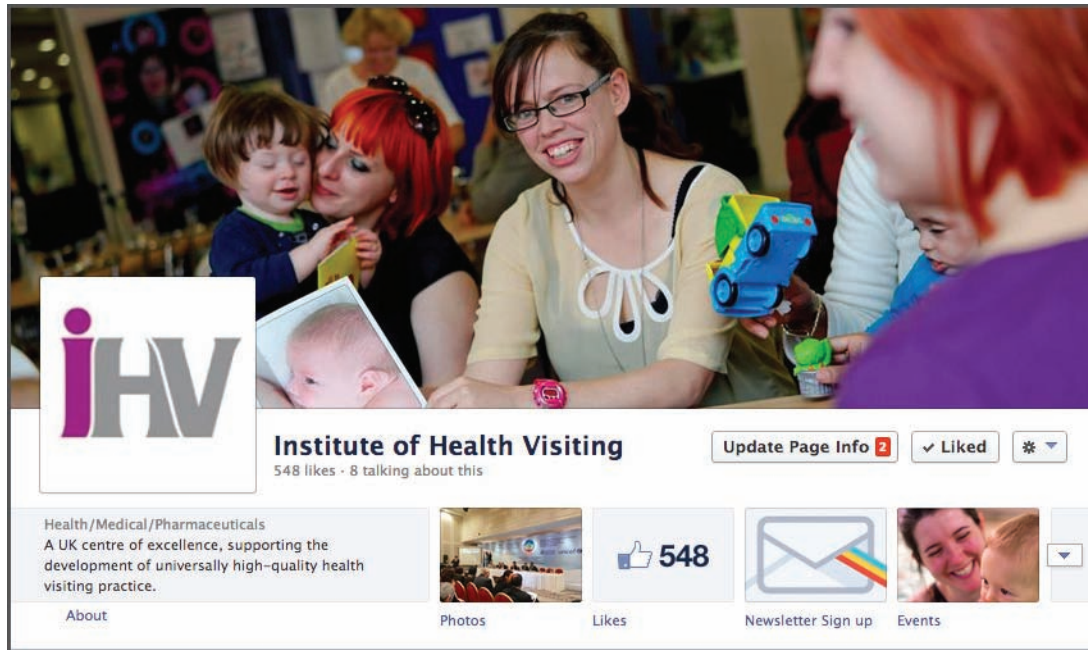 iHV
Institute of Health Visiting
548 likes · 8 talking about this
Update Page Info 2
✓ Liked
Health/Medical/Pharmaceuticals
A UK centre of excellence, supporting the
development of universally high-quality health
visiting practice.
About
548
Photos
Likes
Newsletter Sign up
Events